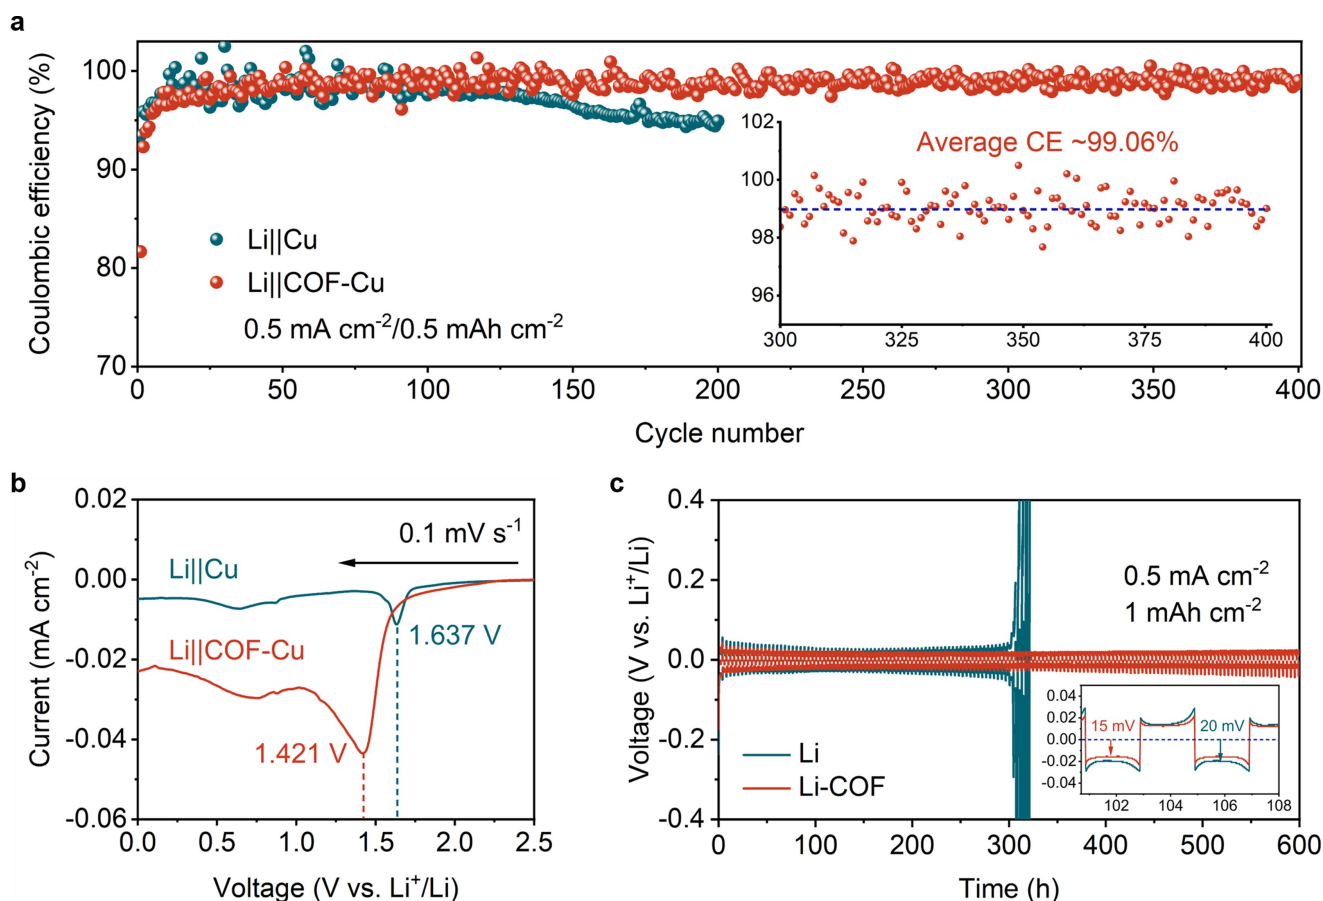 a
Coulombic efficiency (%)
100
90
80
70
Li||Cu
Li||COF-Cu
0.5 mA cm⁻²/0.5 mAh cm⁻²
102
100
98
96
Average CE ~99.06%
300 325 350 375 400
0 50 100 150 200 250 300 350 400
Cycle number
b
Current (mA cm⁻²)
0.02
0.00
-0.02
-0.04
-0.06
0.1 mV s⁻¹
Li||Cu
1.637 V
Li||COF-Cu
1.421 V
0.0 0.5 1.0 1.5 2.0 2.5
Voltage (V vs. Li⁺/Li)
c
Voltage (V vs. Li⁺/Li)
0.4
0.2
0.0
-0.2
-0.4
0.5 mA cm⁻²
1 mAh cm⁻²
Li
Li-COF
0.04
0.02
0.00
-0.02
-0.04
15 mV
20 mV
102 104 106 108
0 100 200 300 400 500 600
Time (h)